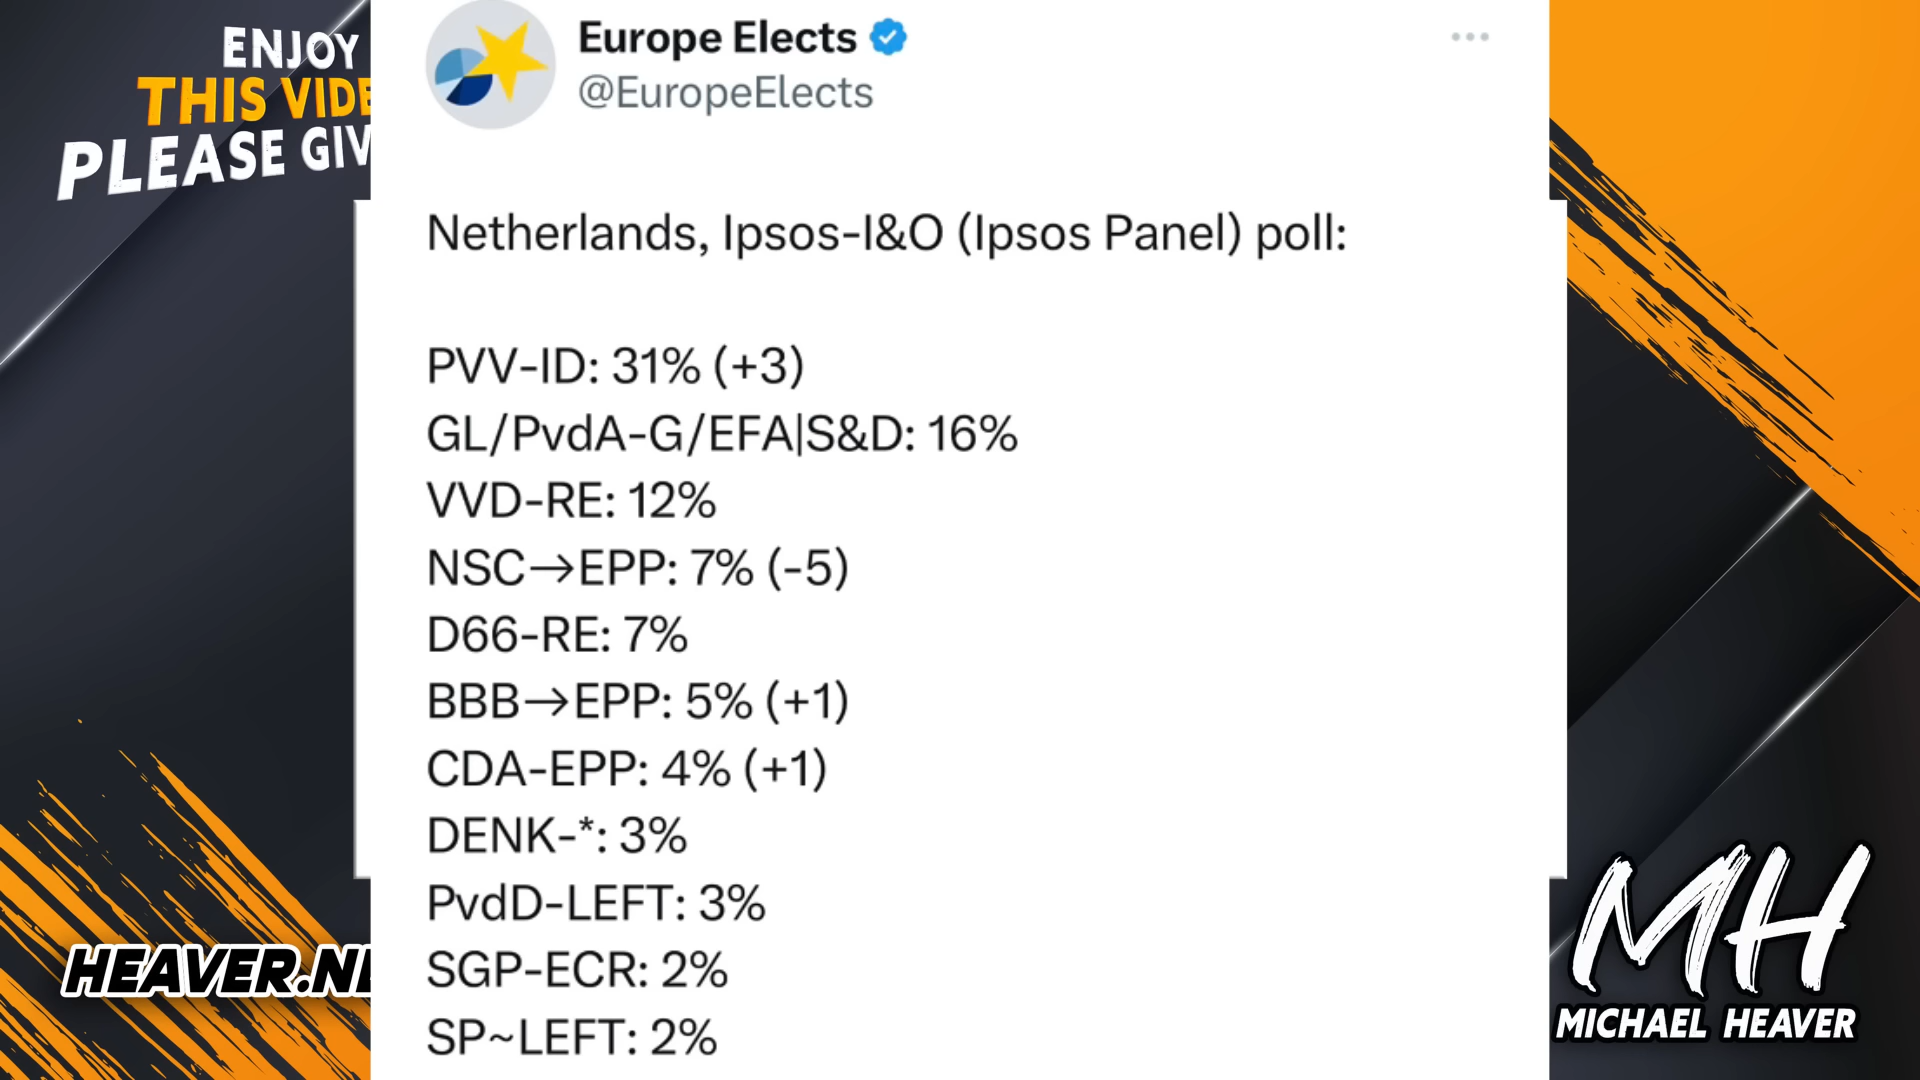 ENJOY
THIS VIDE
PLEASE GIV
Europe Elects
@EuropeElects
Netherlands, Ipsos-I&O (Ipsos Panel) poll:
PVV-ID: 31% (+3)
GL/PvdA-G/EFA|S&D: 16%
VVD-RE: 12%
NSC→EPP: 7% (-5)
D66-RE: 7%
BBB→EPP: 5% (+1)
CDA-EPP: 4% (+1)
DENK-*: 3%
PvdD-LEFT: 3%
SGP-ECR: 2%
SP~LEFT: 2%
HEAVER.NE
MH
MICHAEL HEAVER